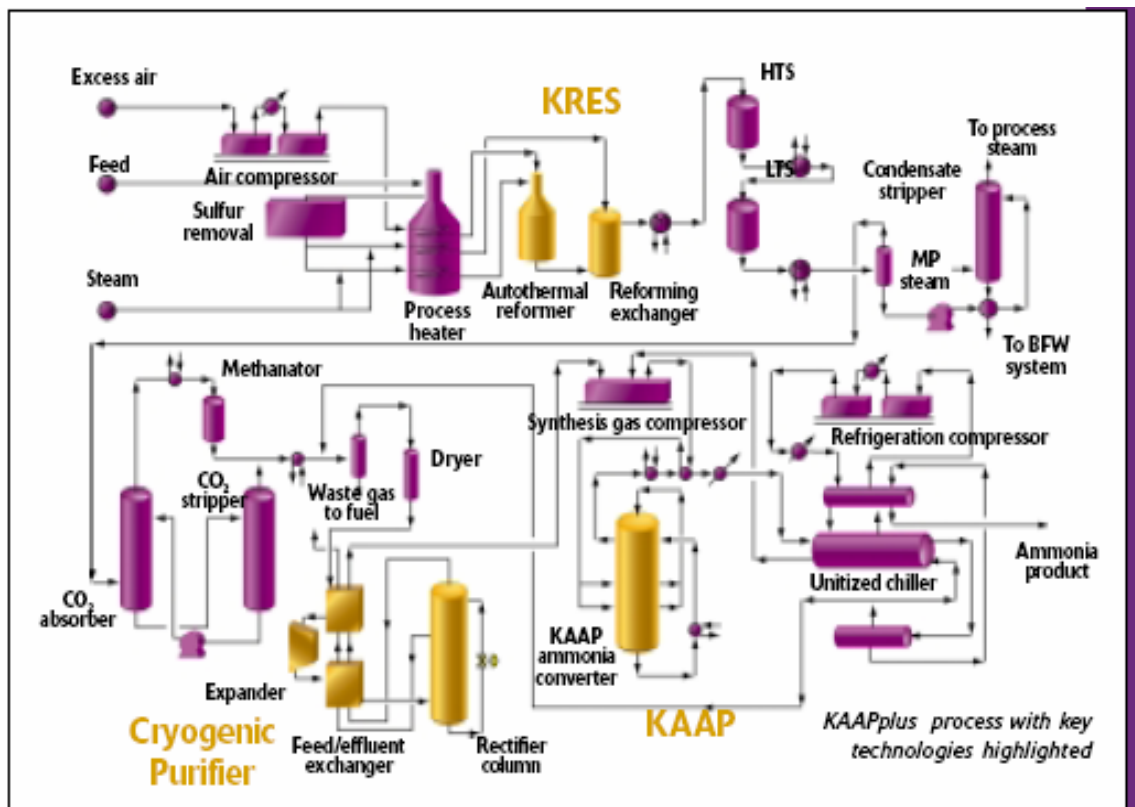 Excess air
KRES
HTS
To process
steam
Feed
Air compressor
LTS
Condensate
stripper
Sulfur
removal
MP
steam
Steam
Process
heater
Autothermal
reformer
Reforming
exchanger
To BFW
system
Methanator
Synthesis gas compressor
Refrigeration compressor
Dryer
CO2
stripper
Waste gas
to fuel
Ammonia
product
Unitized chiller
CO2
absorber
KAAP
ammonia
converter
Expander
Cryogenic
Purifier
Feed/effluent
exchanger
Rectifier
column
KAAP
KAAPplus process with key
technologies highlighted